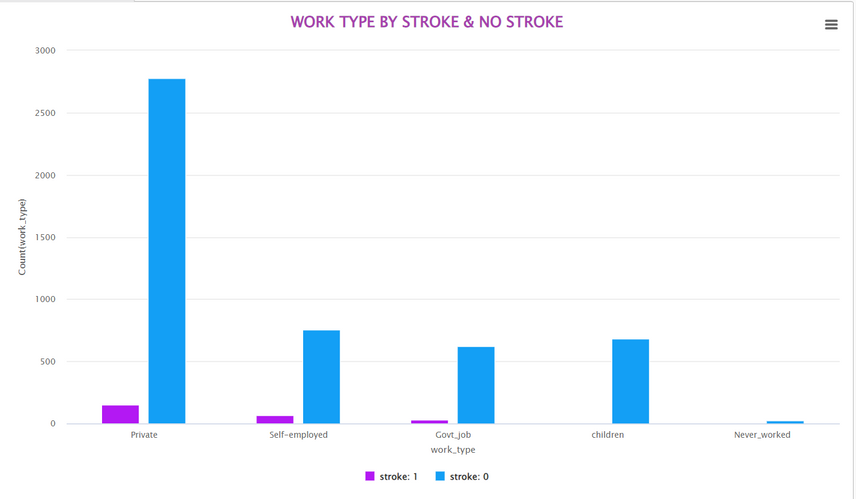 WORK TYPE BY STROKE & NO STROKE
3000
2500
2000
1500
1000
500
0
Count(work_type)
Private Self-employed Govt_job children Never_worked
work_type
stroke: 1 stroke: 0